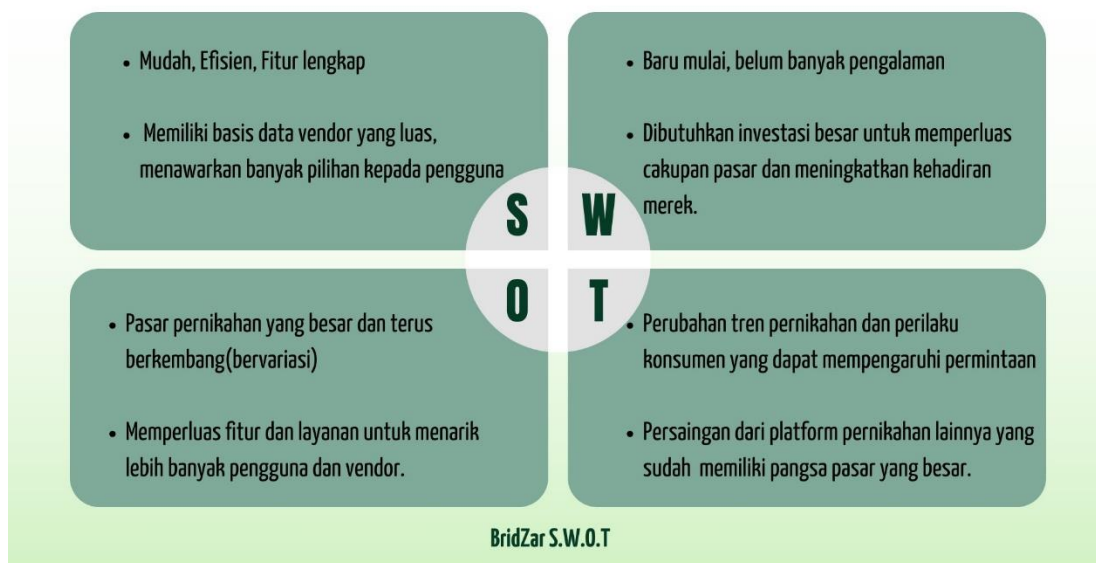 • Mudah, Efisien, Fitur lengkap
• Memiliki basis data vendor yang luas,
menawarkan banyak pilihan kepada pengguna
• Baru mulai, belum banyak pengalaman
• Dibutuhkan investasi besar untuk memperluas
cakupan pasar dan meningkatkan kehadiran
merek.
S W
O T
• Pasar pernikahan yang besar dan terus
berkembang(bervariasi)
• Memperluas fitur dan layanan untuk menarik
lebih banyak pengguna dan vendor.
• Perubahan tren pernikahan dan perilaku
konsumen yang dapat mempengaruhi permintaan
• Persaingan dari platform pernikahan lainnya yang
sudah memiliki pangsa pasar yang besar.
BridZar S.W.O.T